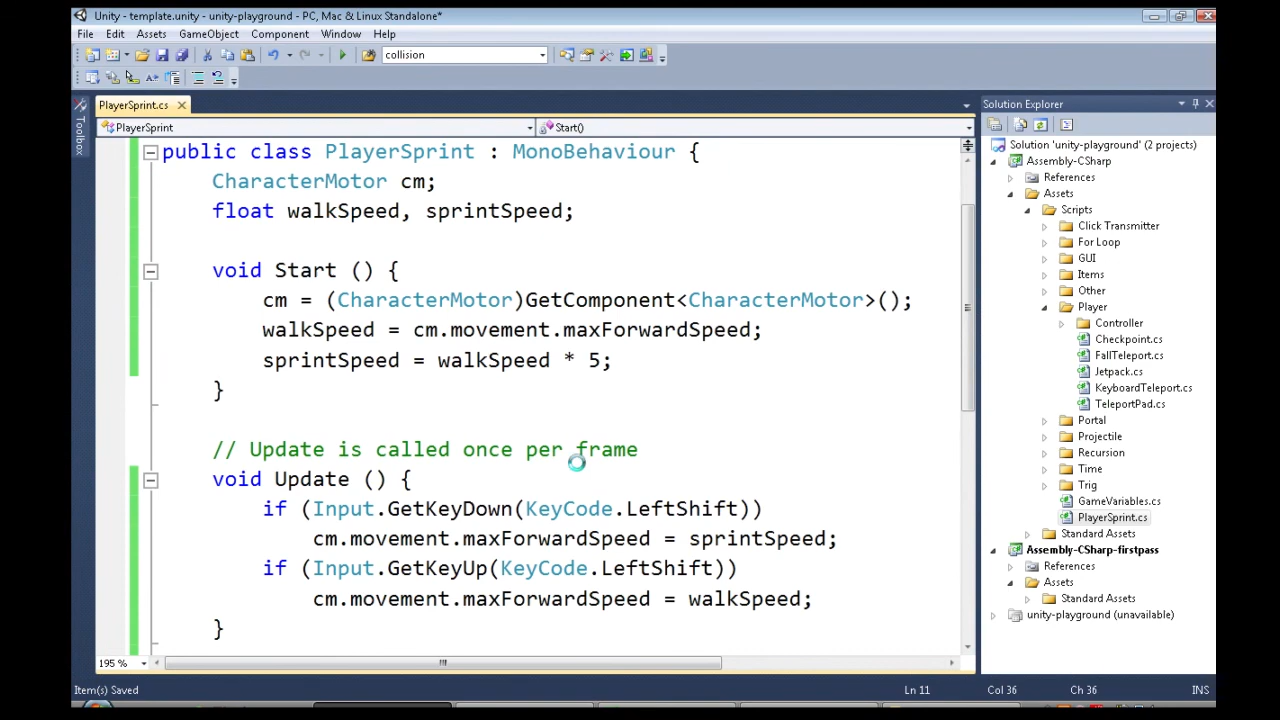 Unity - template.unity - unity-playground - PC, Mac & Linux Standalone*
File Edit Assets GameObject Component Window Help
collision
PlayerSprint.cs
PlayerSprint
Start()
Toolbox
public class PlayerSprint : MonoBehaviour {
CharacterMotor cm;
float walkSpeed, sprintSpeed;
void Start () {
cm = (CharacterMotor)GetComponent<CharacterMotor>();
walkSpeed = cm.movement.maxForwardSpeed;
sprintSpeed = walkSpeed * 5;
}
// Update is called once per frame
void Update () {
if (Input.GetKeyDown(KeyCode.LeftShift))
cm.movement.maxForwardSpeed = sprintSpeed;
if (Input.GetKeyUp(KeyCode.LeftShift))
cm.movement.maxForwardSpeed = walkSpeed;
}
195 %
Solution Explorer
Solution 'unity-playground' (2 projects)
Assembly-CSharp
References
Assets
Scripts
Click Transmitter
For Loop
GUI
Items
Other
Player
Controller
Checkpoint.cs
FallTeleport.cs
Jetpack.cs
KeyboardTeleport.cs
TeleportPad.cs
Portal
Projectile
Recursion
Time
Trig
GameVariables.cs
PlayerSprint.cs
Standard Assets
Assembly-CSharp-firstpass
References
Assets
Standard Assets
unity-playground (unavailable)
Item(s) Saved
Ln 11 Col 36 Ch 36 INS